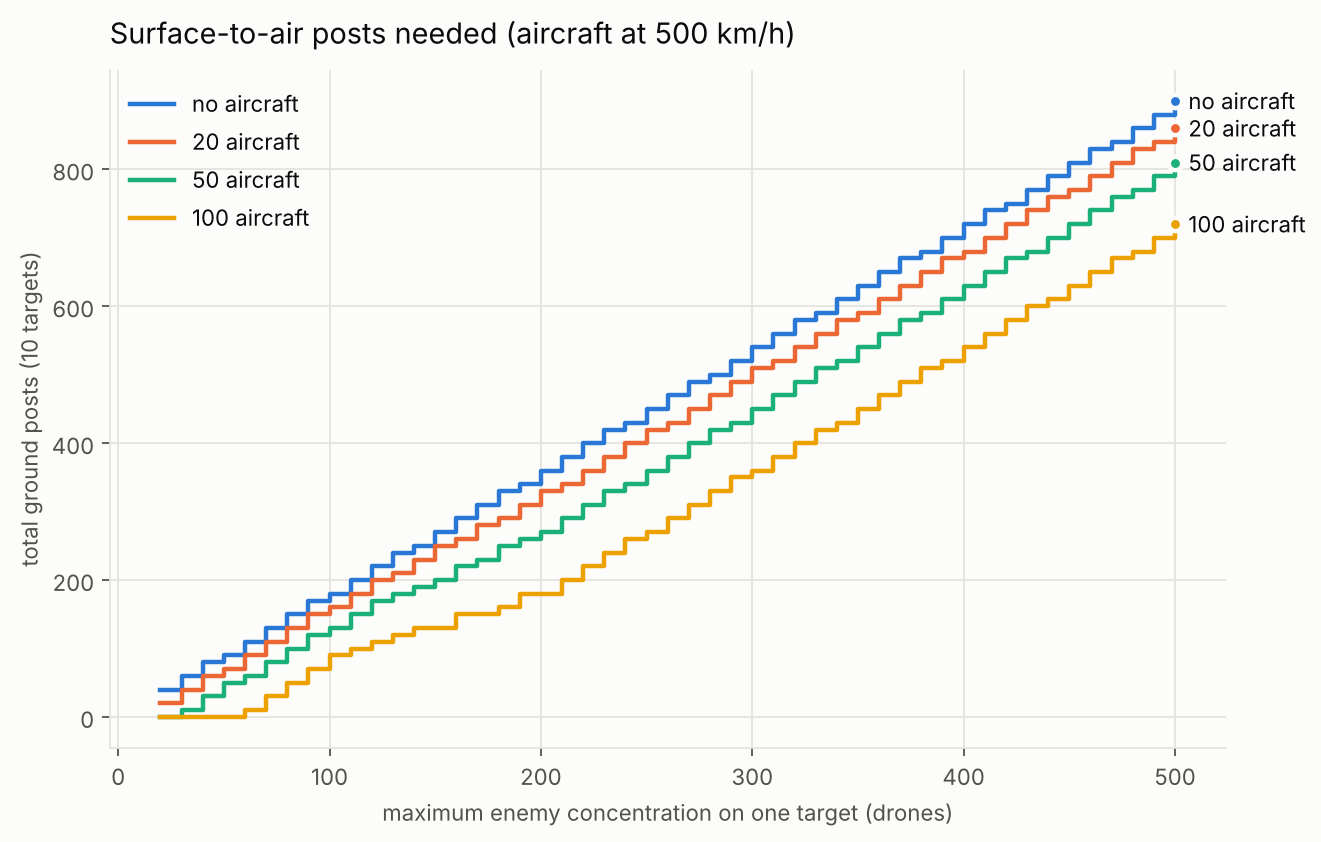 Surface-to-air posts needed (aircraft at 500 km/h)
no aircraft
20 aircraft
50 aircraft
100 aircraft
no aircraft
20 aircraft
50 aircraft
100 aircraft
total ground posts (10 targets)
800
600
400
200
0
0 100 200 300 400 500
maximum enemy concentration on one target (drones)